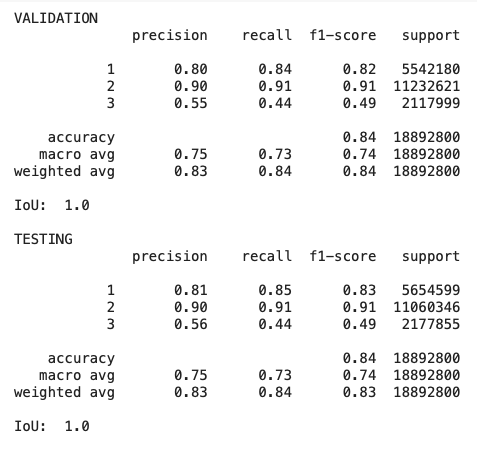 VALIDATION
precision recall f1-score support
1 0.80 0.84 0.82 5542180
2 0.90 0.91 0.91 11232621
3 0.55 0.44 0.49 2117999
accuracy 0.84 18892800
macro avg 0.75 0.73 0.74 18892800
weighted avg 0.83 0.84 0.84 18892800
IoU: 1.0
TESTING
precision recall f1-score support
1 0.81 0.85 0.83 5654599
2 0.90 0.91 0.91 11060346
3 0.56 0.44 0.49 2177855
accuracy 0.84 18892800
macro avg 0.75 0.73 0.74 18892800
weighted avg 0.83 0.84 0.83 18892800
IoU: 1.0